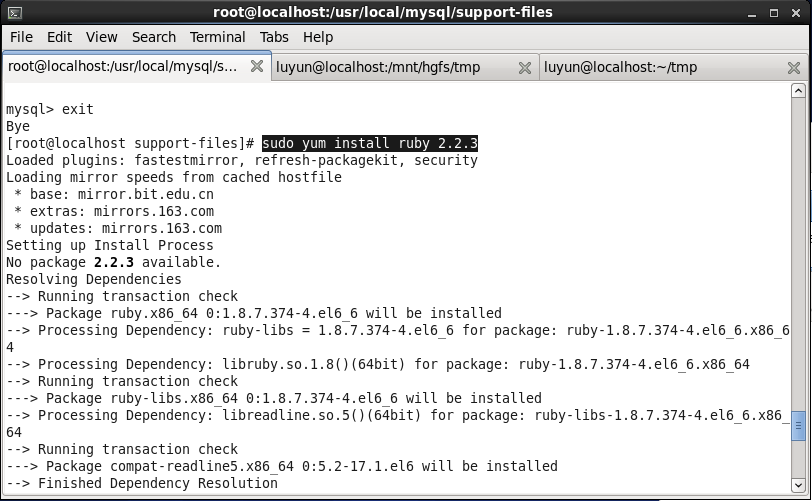 root@localhost:/usr/local/mysql/support-files
File Edit View Search Terminal Tabs Help
root@localhost:/usr/local/mysql/s... luyun@localhost:/mnt/hgfs/tmp luyun@localhost:~/tmp
mysql> exit
Bye
[root@localhost support-files]# sudo yum install ruby 2.2.3
Loaded plugins: fastestmirror, refresh-packagekit, security
Loading mirror speeds from cached hostfile
 * base: mirror.bit.edu.cn
 * extras: mirrors.163.com
 * updates: mirrors.163.com
Setting up Install Process
No package 2.2.3 available.
Resolving Dependencies
--> Running transaction check
---> Package ruby.x86_64 0:1.8.7.374-4.el6_6 will be installed
--> Processing Dependency: ruby-libs = 1.8.7.374-4.el6_6 for package: ruby-1.8.7.374-4.el6_6.x86_6
4
--> Processing Dependency: libruby.so.1.8()(64bit) for package: ruby-1.8.7.374-4.el6_6.x86_64
--> Running transaction check
---> Package ruby-libs.x86_64 0:1.8.7.374-4.el6_6 will be installed
--> Processing Dependency: libreadline.so.5()(64bit) for package: ruby-libs-1.8.7.374-4.el6_6.x86_
64
--> Running transaction check
---> Package compat-readline5.x86_64 0:5.2-17.1.el6 will be installed
--> Finished Dependency Resolution